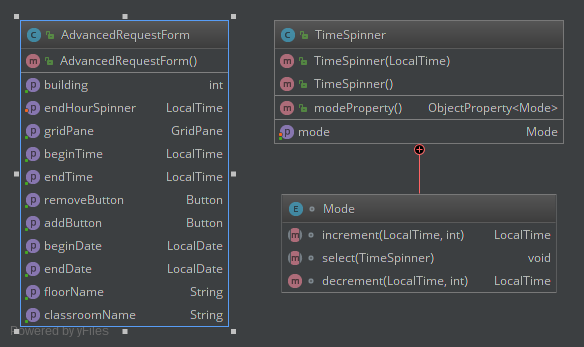 AdvancedRequestForm
AdvancedRequestForm()
building int
endHourSpinner LocalTime
gridPane GridPane
beginTime LocalTime
endTime LocalTime
removeButton Button
addButton Button
beginDate LocalDate
endDate LocalDate
floorName String
classroomName String
Powered by yFiles
TimeSpinner
TimeSpinner(LocalTime)
TimeSpinner()
modeProperty() ObjectProperty<Mode>
mode Mode
Mode
increment(LocalTime, int) LocalTime
select(TimeSpinner) void
decrement(LocalTime, int) LocalTime